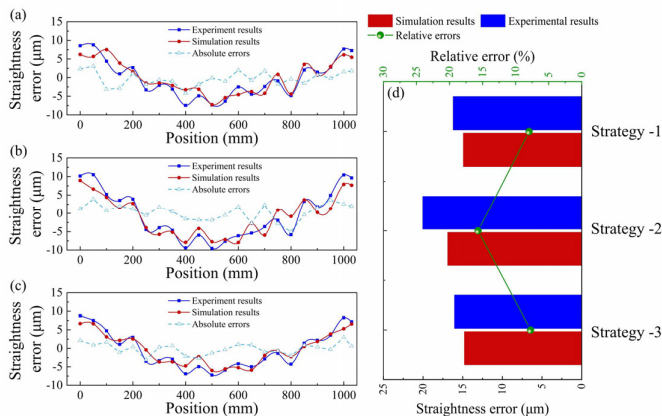 (a)
Straightness
error (μm)
15
10
5
0
-5
-10
Experiment results
Simulation results
Absolute errors
0 200 400 600 800 1000
Position (mm)
(b)
Straightness
error (μm)
15
10
5
0
-5
-10
Experiment results
Simulation results
Absolute errors
0 200 400 600 800 1000
Position (mm)
(c)
Straightness
error (μm)
15
10
5
0
-5
-10
Experiment results
Simulation results
Absolute errors
0 200 400 600 800 1000
Position (mm)
Simulation results Experimental results
Relative errors
Relative error (%)
30 25 20 15 10 5 0
(d)
Strategy -1
Strategy -2
Strategy -3
25 20 15 10 5 0
Straightness error (μm)